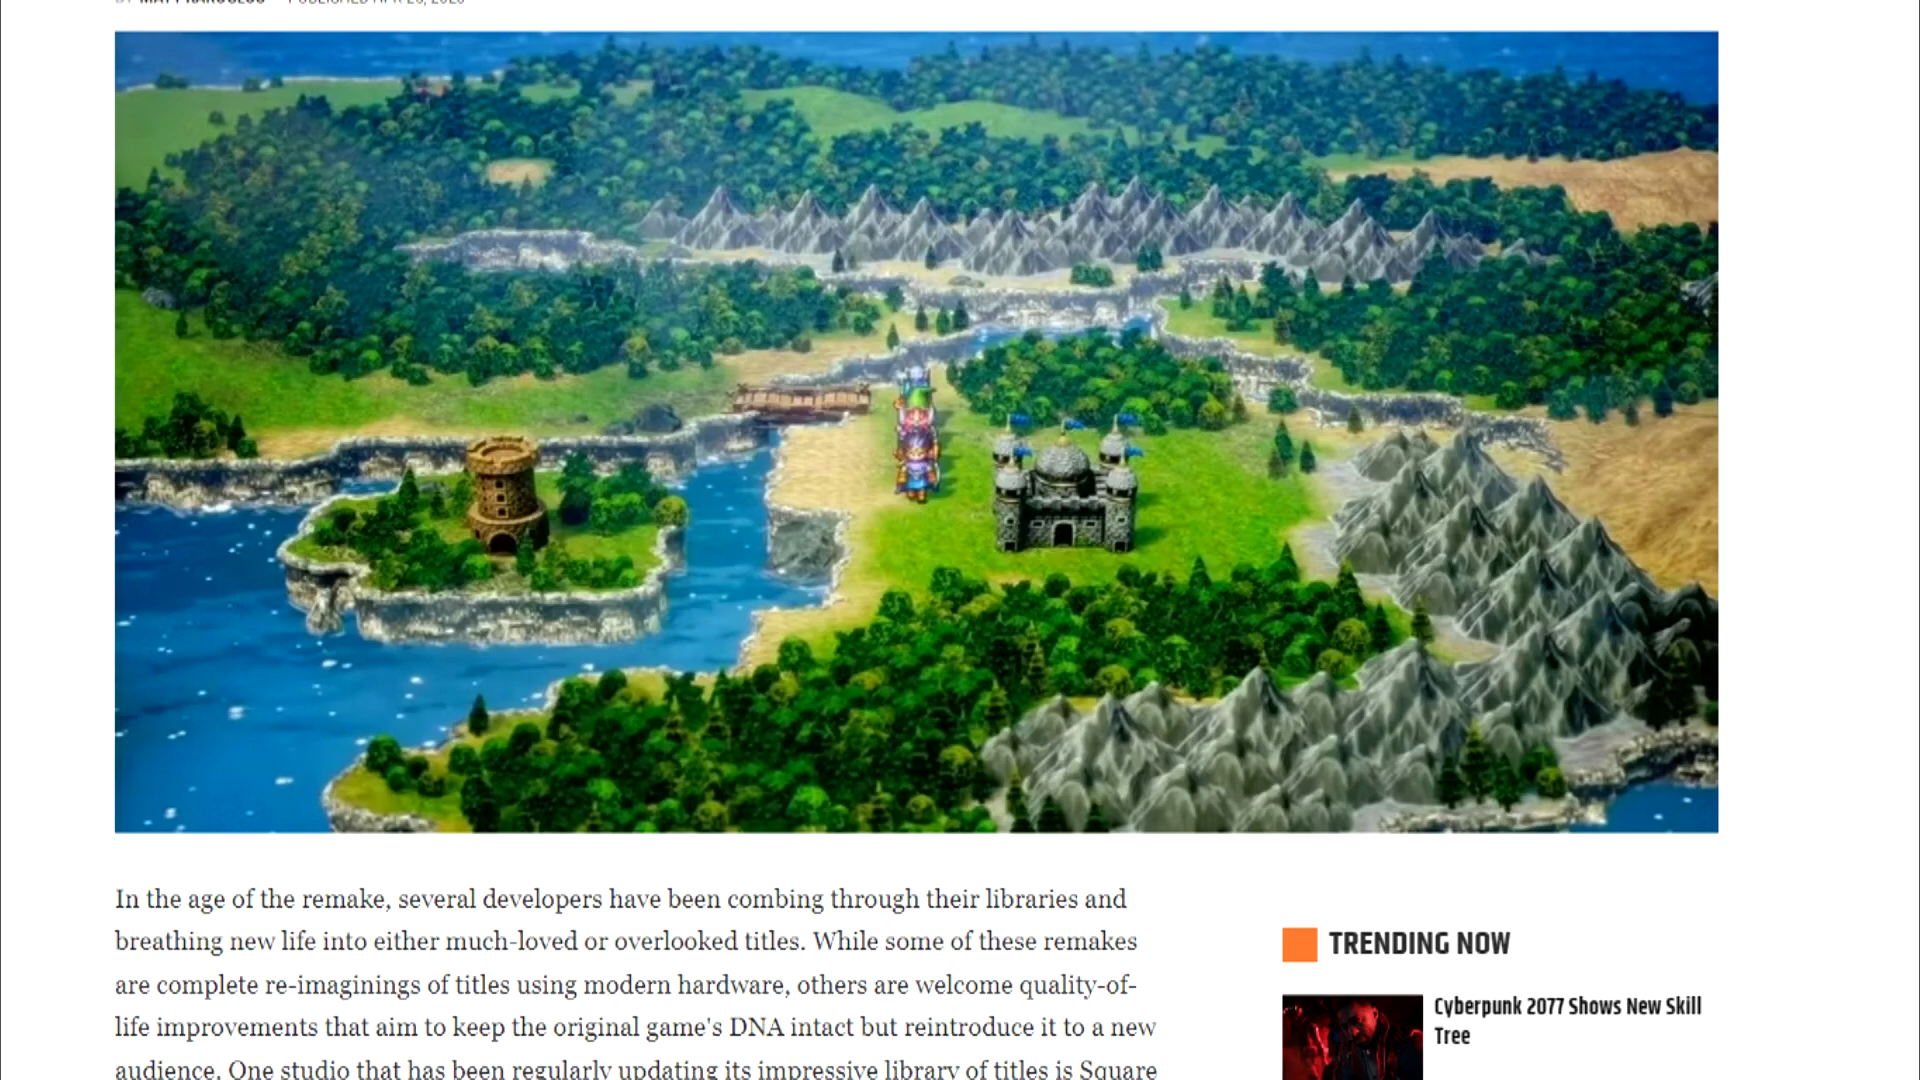 In the age of the remake, several developers have been combing through their libraries and
breathing new life into either much-loved or overlooked titles. While some of these remakes
are complete re-imaginings of titles using modern hardware, others are welcome quality-of-
life improvements that aim to keep the original game's DNA intact but reintroduce it to a new
audience. One studio that has been regularly updating its impressive library of titles is Square
TRENDING NOW
Cyberpunk 2077 Shows New Skill
Tree